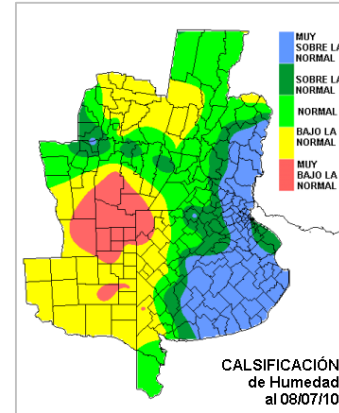 MUY
SOBRE LA
NORMAL
SOBRE LA
NORMAL
NORMAL
BAJO LA
NORMAL
MUY
BAJO LA
NORMAL
CALSIFICACIÓN
de Humedad
al 08/07/10